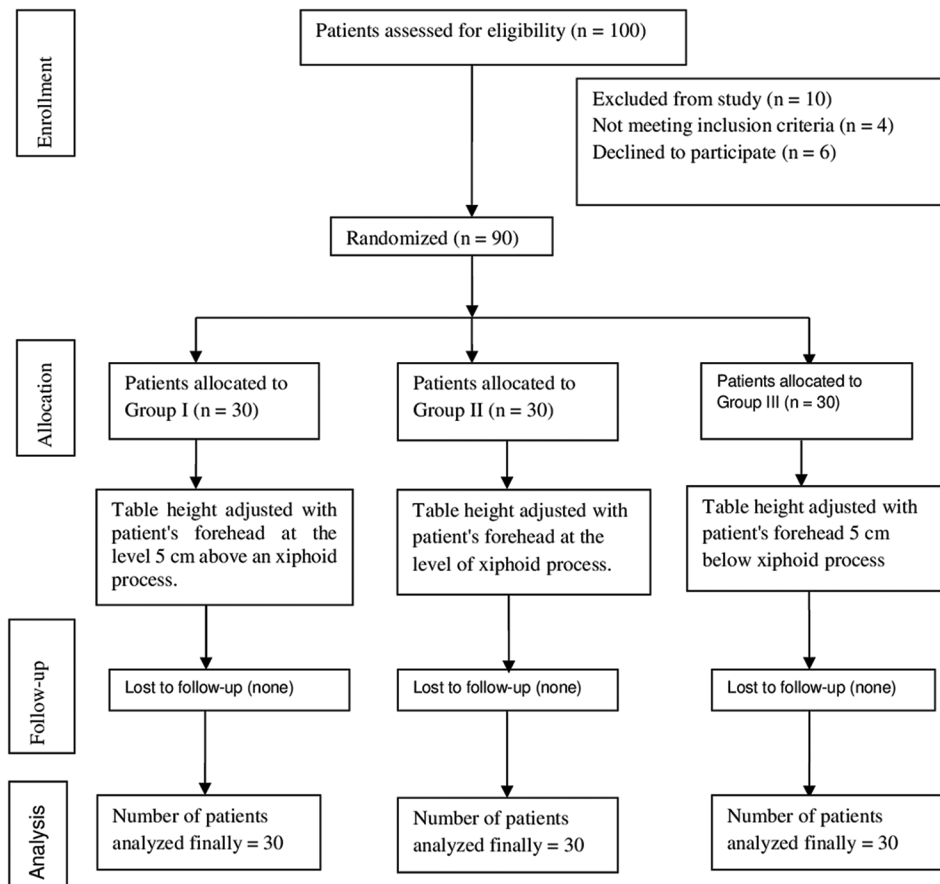 Enrollment
Patients assessed for eligibility (n = 100)
Excluded from study (n = 10)
Not meeting inclusion criteria (n = 4)
Declined to participate (n = 6)
Randomized (n = 90)
Allocation
Patients allocated to
Group I (n = 30)
Patients allocated to
Group II (n = 30)
Patients allocated to
Group III (n = 30)
Table height adjusted with
patient's forehead at the
level 5 cm above an xiphoid
process.
Table height adjusted with
patient's forehead at the
level of xiphoid process.
Table height adjusted with
patient's forehead 5 cm
below xiphoid process
Follow-up
Lost to follow-up (none)
Lost to follow-up (none)
Lost to follow-up (none)
Analysis
Number of patients
analyzed finally = 30
Number of patients
analyzed finally = 30
Number of patients
analyzed finally = 30